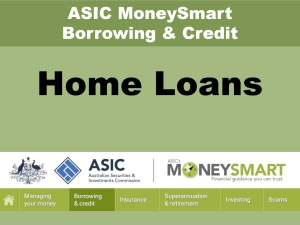 ASIC MoneySmart
Borrowing & Credit
Home Loans
ASIC
Australian Securities &
Investments Commission
ASIC's
MONEYSMART
Financial guidance you can trust
Managing
your money
Borrowing
& credit
Insurance
Superannuation
& retirement
Investing
Scams